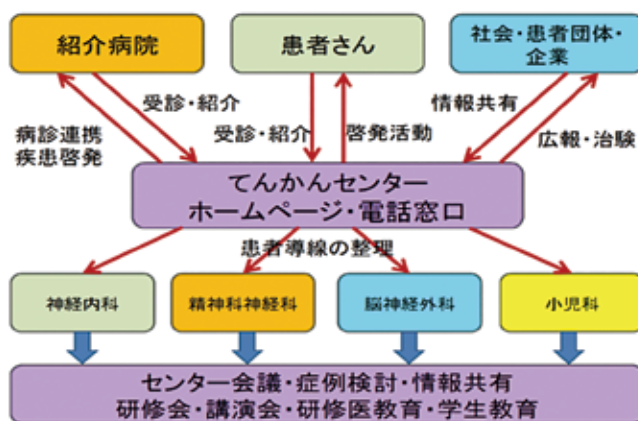 紹介病院
患者さん
社会・患者団体・
企業
受診・紹介
病診連携
疾患啓発
受診・紹介
啓発活動
情報共有
広報・治験
てんかんセンター
ホームページ・電話窓口
患者導線の整理
神経内科
精神科神経科
脳神経外科
小児科
センター会議・症例検討・情報共有
研修会・講演会・研修医教育・学生教育